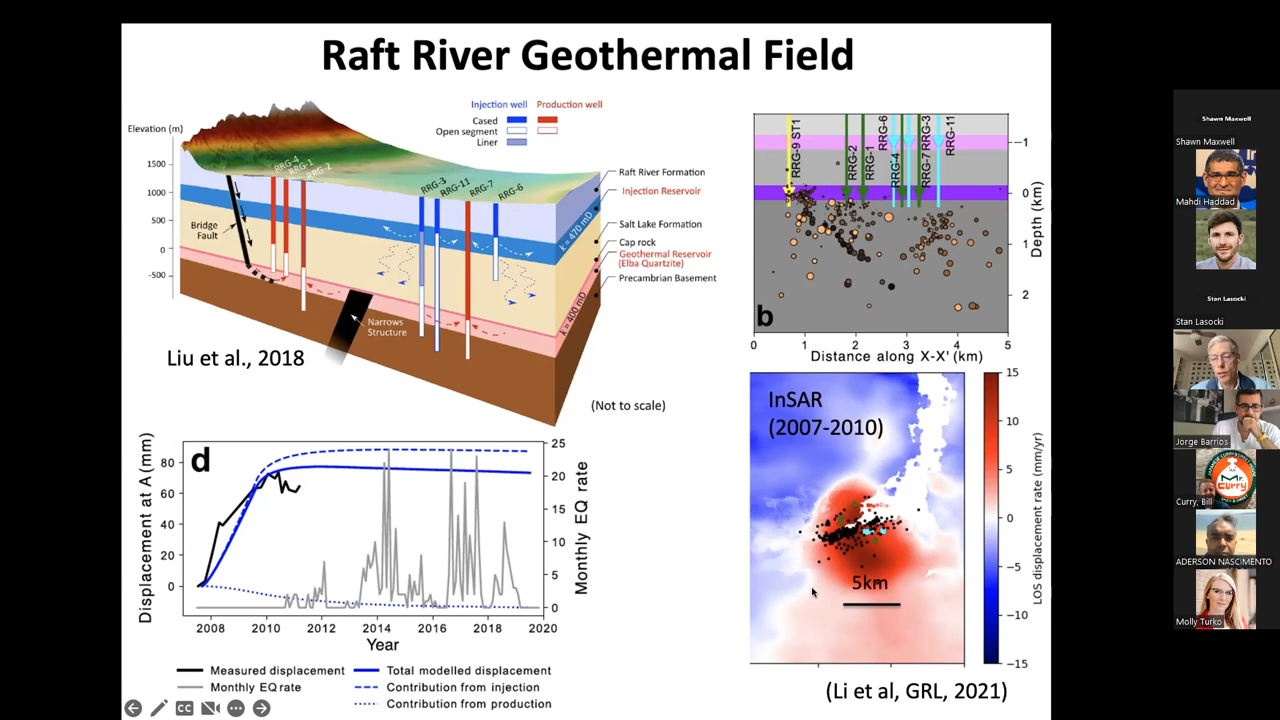 Raft River Geothermal Field
Injection well Production well
Cased
Open segment
Liner
Elevation (m)
1500
1000
500
0
-500
RRG-4
RRG-1
RRG-2
RRG-3
RRG-11
RRG-7
RRG-6
Bridge
Fault
Narrows
Structure
k = 470 mD
k = 400 mD
Raft River Formation
Injection Reservoir
Salt Lake Formation
Cap rock
Geothermal Reservoir
(Elba Quartzite)
Precambrian Basement
Liu et al., 2018
(Not to scale)
RRG-9 ST1
RRG-2
RRG-1
RRG-6
RRG-4
RRG-7
RRG-3
RRG-11
−1
0
1
2
Depth (km)
b
0 1 2 3 4 5
Distance along X-X' (km)
d
Displacement at A (mm)
80
60
40
20
0
25
20
15
10
5
0
Monthly EQ rate
2008 2010 2012 2014 2016 2018 2020
Year
Measured displacement
Monthly EQ rate
Total modelled displacement
Contribution from injection
Contribution from production
InSAR
(2007-2010)
5km
15
10
5
0
−5
−10
−15
LOS displacement rate (mm/yr)
(Li et al, GRL, 2021)
CC
Shawn Maxwell
Shawn Maxwell
Mahdi Haddad
Stan Lasocki
Stan Lasocki
Jorge Barrios
JAPANESE CURRY & SPICY HOUSE
Mr.
Curry
Curry, Bill
ADERSON NASCIMENTO
Molly Turko